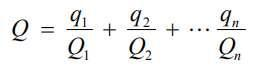 Q = q₁/Q₁ + q₂/Q₂ + ⋯ qₙ/Qₙ